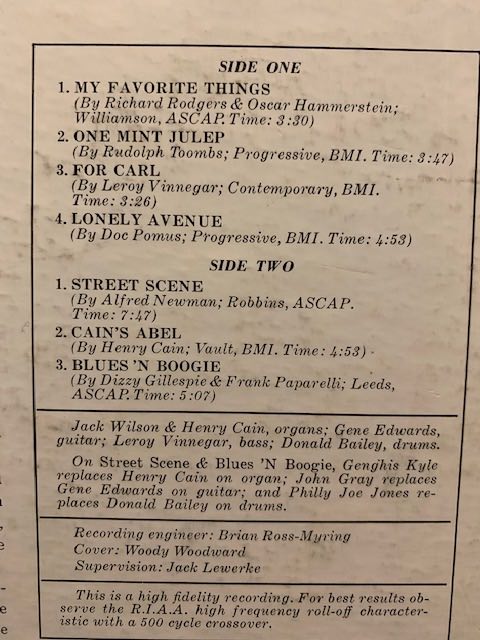 SIDE ONE
1. MY FAVORITE THINGS
(By Richard Rodgers & Oscar Hammerstein;
Williamson, ASCAP. Time: 3:30)
2. ONE MINT JULEP
(By Rudolph Toombs; Progressive, BMI. Time: 3:47)
3. FOR CARL
(By Leroy Vinnegar; Contemporary, BMI.
Time: 3:26)
4. LONELY AVENUE
(By Doc Pomus; Progressive, BMI. Time: 4:53)
SIDE TWO
1. STREET SCENE
(By Alfred Newman; Robbins, ASCAP.
Time: 7:47)
2. CAIN'S ABEL
(By Henry Cain; Vault, BMI. Time: 4:53)
3. BLUES 'N BOOGIE
(By Dizzy Gillespie & Frank Paparelli; Leeds,
ASCAP. Time: 5:07)
Jack Wilson & Henry Cain, organs; Gene Edwards,
guitar; Leroy Vinnegar, bass; Donald Bailey, drums.
On Street Scene & Blues 'N Boogie, Genghis Kyle
replaces Henry Cain on organ; John Gray replaces
Gene Edwards on guitar; and Philly Joe Jones re-
places Donald Bailey on drums.
Recording engineer: Brian Ross-Myring
Cover: Woody Woodward
Supervision: Jack Lewerke
This is a high fidelity recording. For best results ob-
serve the R.I.A.A. high frequency roll-off character-
istic with a 500 cycle crossover.